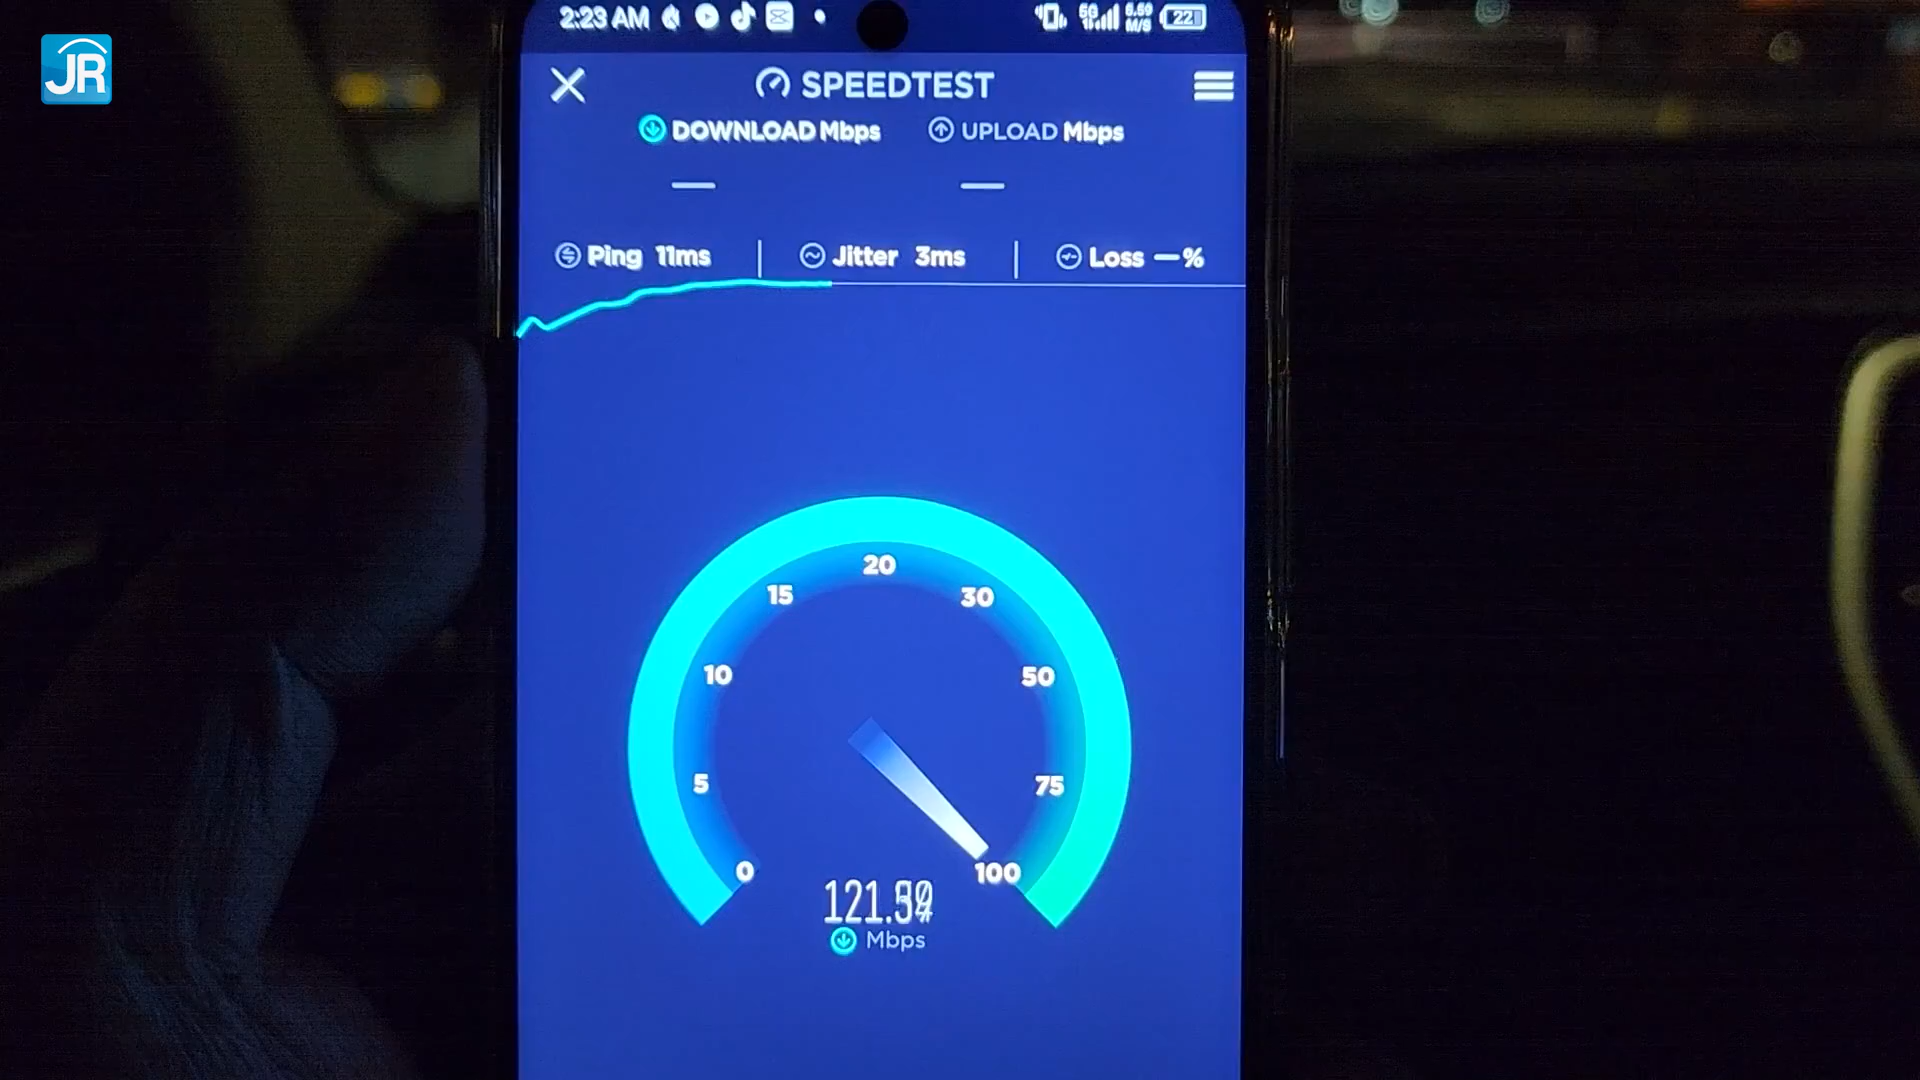 JR
2:23 AM
5G
M/S
22
SPEEDTEST
DOWNLOAD Mbps
UPLOAD Mbps
Ping 11ms
Jitter 3ms
Loss —%
20
15
30
10
50
5
75
0
100
Mbps